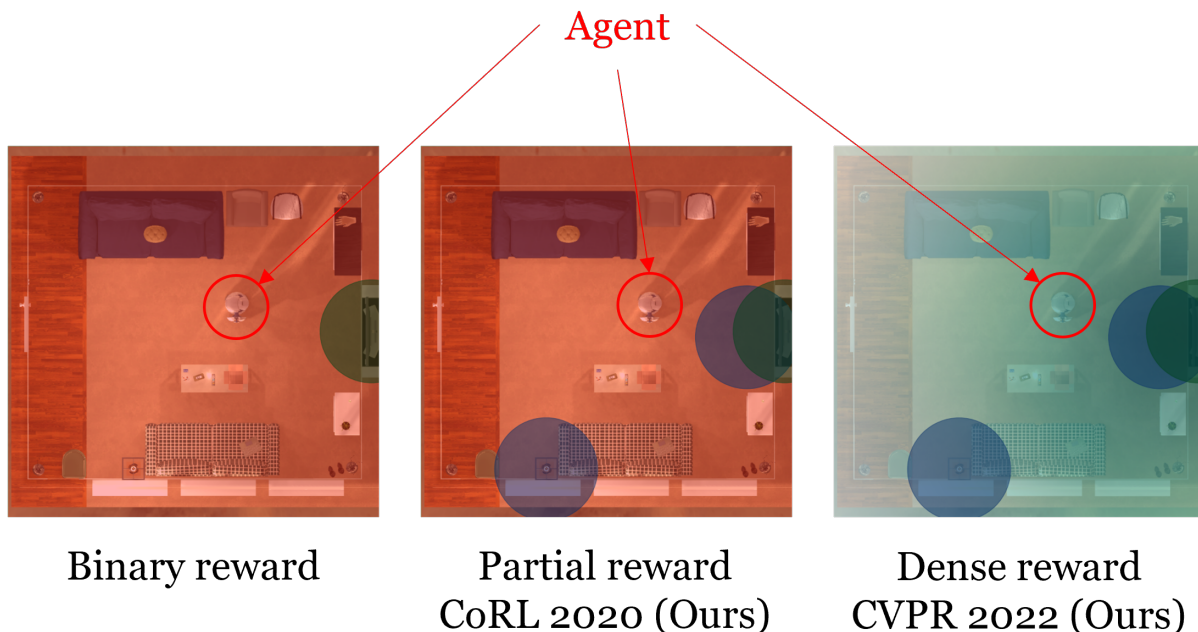 Agent
Binary reward
Partial reward
CoRL 2020 (Ours)
Dense reward
CVPR 2022 (Ours)